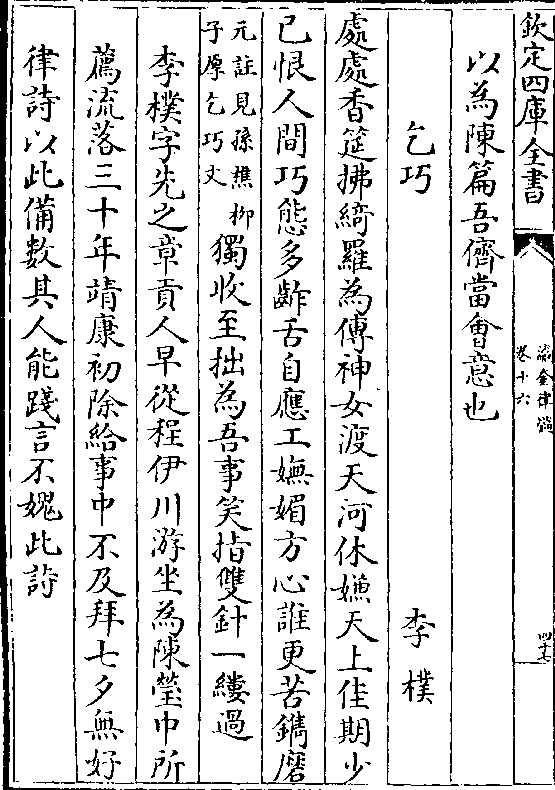 欽定四庫全書
瀛奎律髓
卷十六
四十七
以為陳篇吾儕當㑹意也
乞巧
李樸
處處香筵拂綺羅為傳神女渡天河休嫌天上佳期少
已恨人間巧態多齚舌自應工嫵媚方心誰更苦鐫磨
元註見孫樵柳
子厚乞巧文
獨收至拙為吾事笑指雙針一縷過
李樸字先之章貢人早從程伊川游坐為陳瑩中所
薦流落三十年靖康初除給事中不及拜七夕無好
律詩以此備數其人能踐言不媿此詩